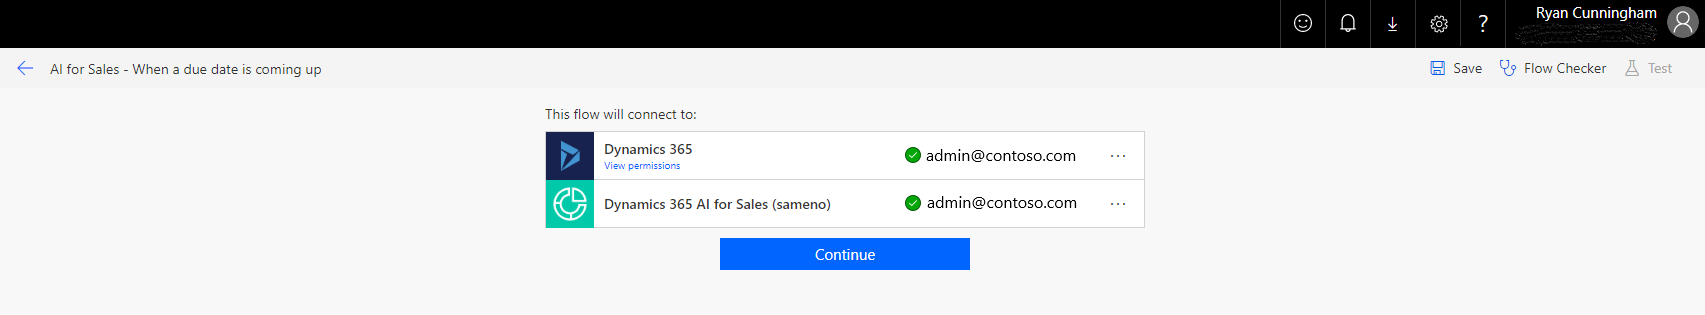 Ryan Cunningham
AI for Sales - When a due date is coming up
Save
Flow Checker
Test
This flow will connect to:
Dynamics 365
View permissions
admin@contoso.com
Dynamics 365 AI for Sales (sameno)
admin@contoso.com
Continue